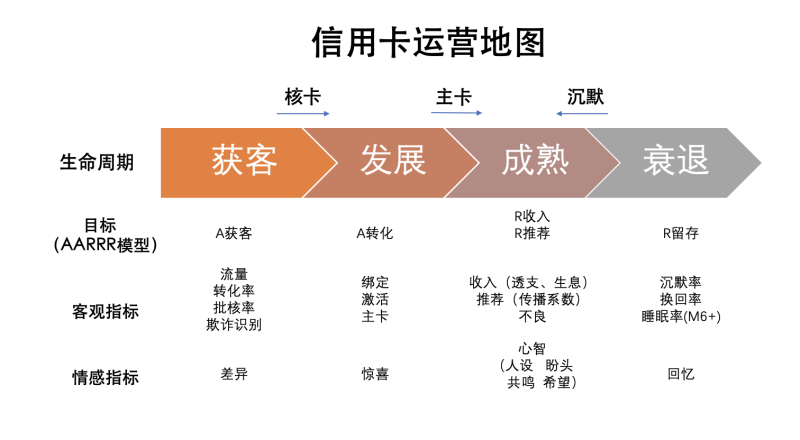 信用卡运营地图
核卡 主卡 沉默
生命周期 获客 发展 成熟 衰退
目标
(AARRR模型)
A获客
A转化
R收入
R推荐
R留存
客观指标
流量
转化率
批核率
欺诈识别
绑定
激活
主卡
收入（透支、生息）
推荐（传播系数）
不良
沉默率
换回率
睡眠率(M6+)
情感指标
差异
惊喜
心智
（人设 盼头
共鸣 希望）
回忆